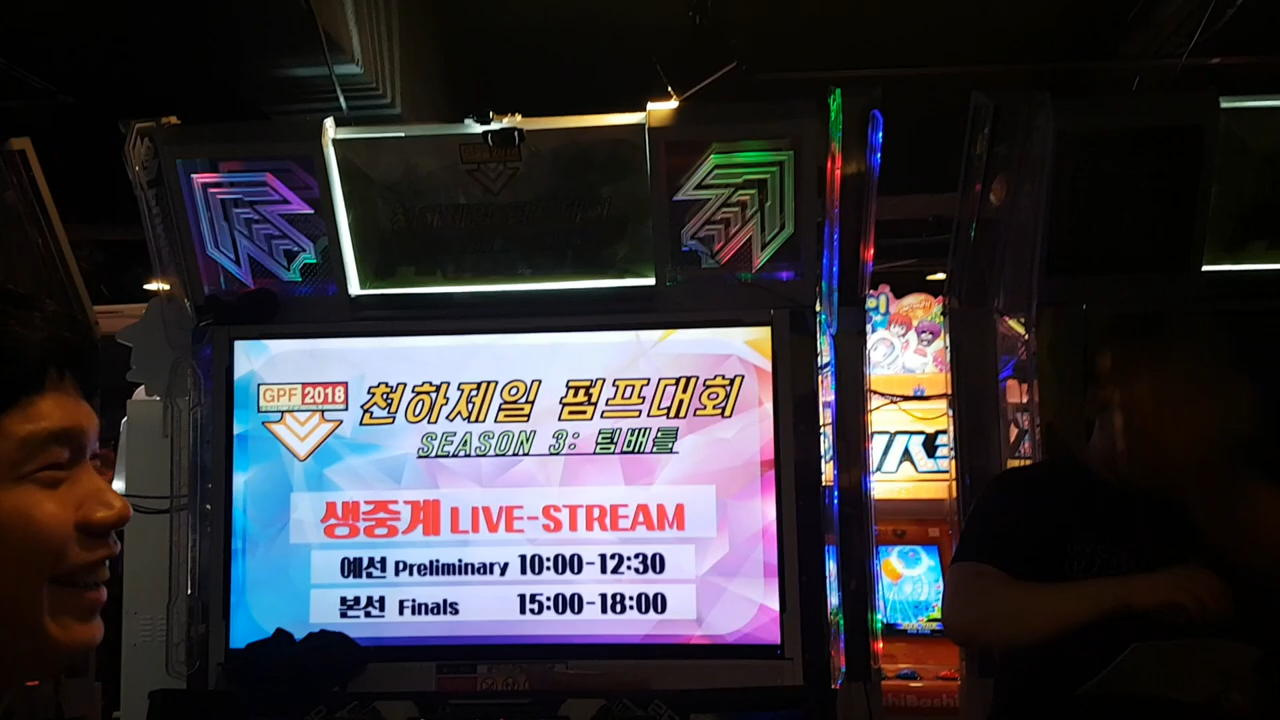 GPF 2018
천하제일 펌프대회
SEASON 3: 팀배틀
생중계 LIVE-STREAM
예선 Preliminary 10:00-12:30
본선 Finals 15:00-18:00